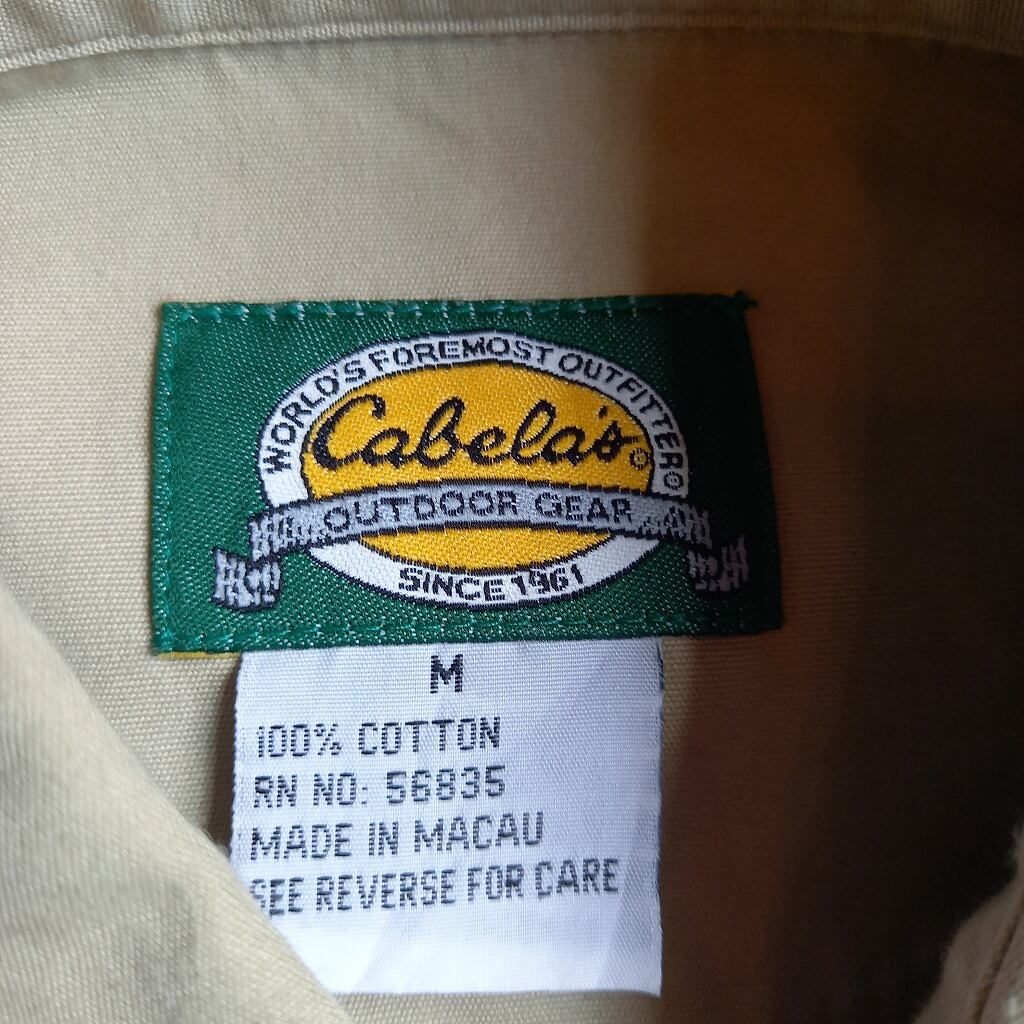 WORLD'S FOREMOST OUTFITTER®
Cabela's®
OUTDOOR GEAR
SINCE 1961
M
100% COTTON
RN NO: 56835
MADE IN MACAU
SEE REVERSE FOR CARE